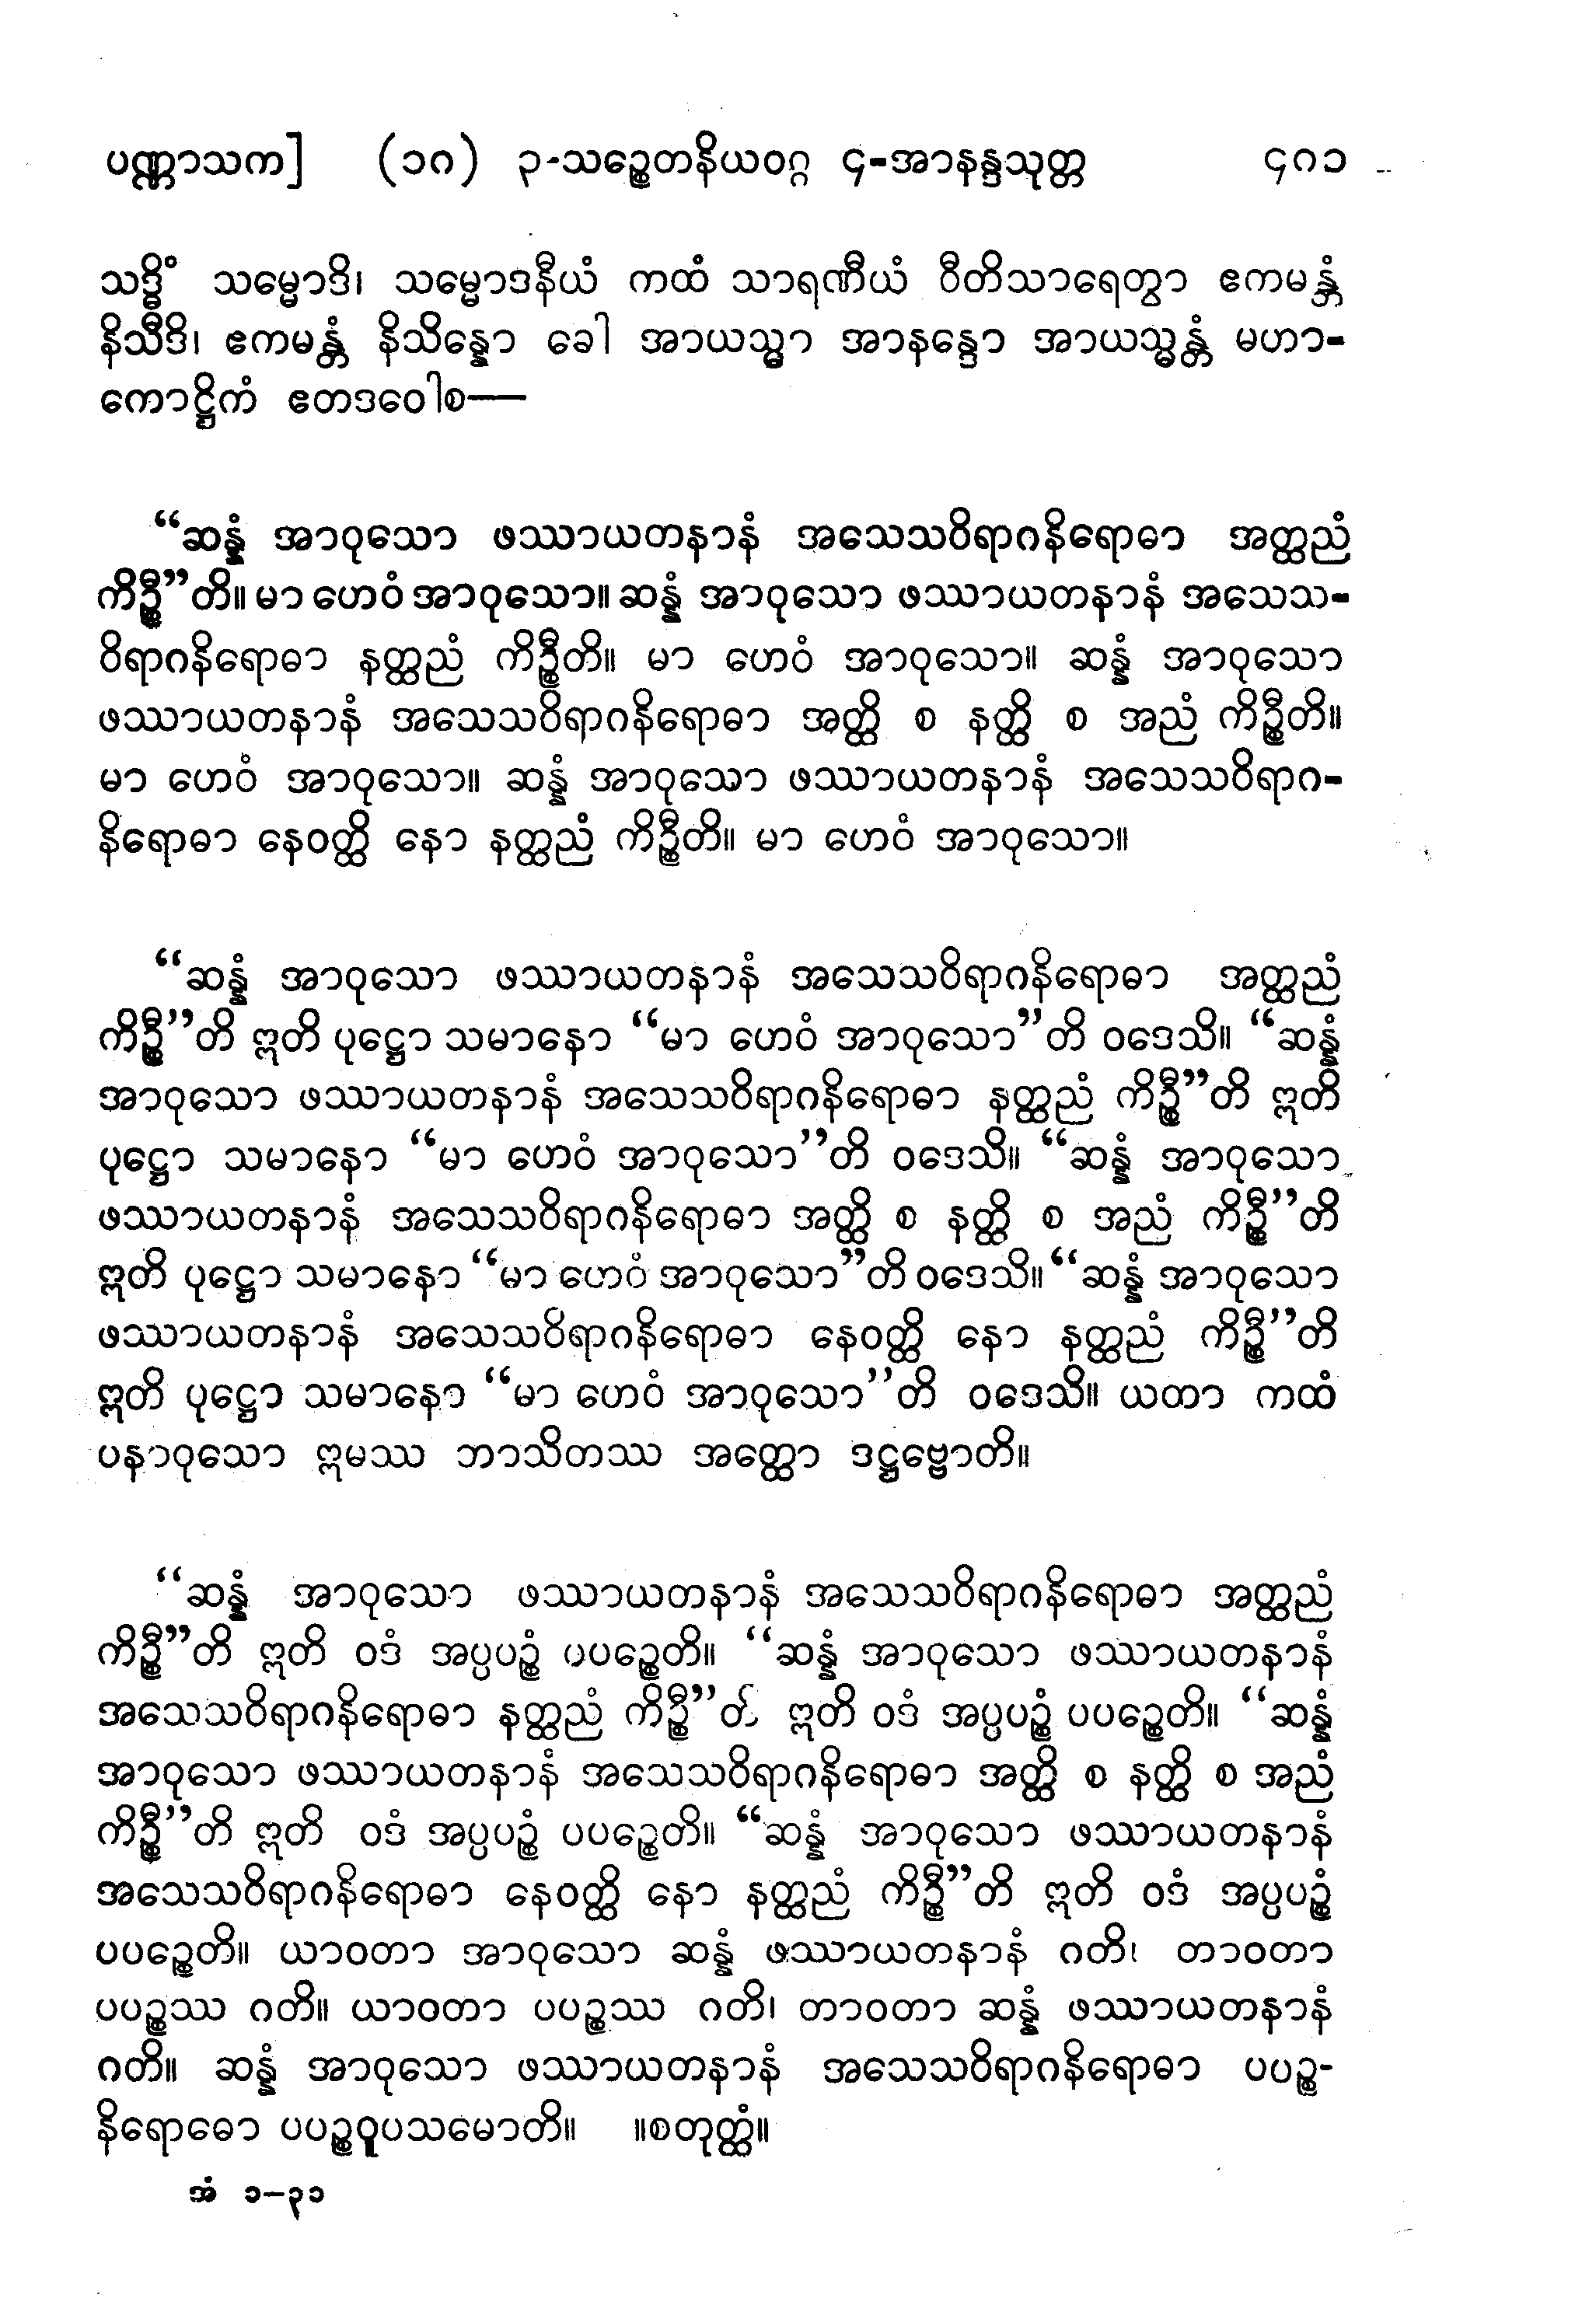 ပဏ္ဏာသက] (၁၈) ၃-သဉ္စေတနိယဝဂ္ဂ ၄-အာနန္ဒသုတ္တ ၄၈၁
သဒ္ဓိံ သမ္မောဒိ၊ သမ္မောဒနီယံ ကထံ သာရဏီယံ ဝီတိသာရေတွာ ဧကမန္တံ
နိသီဒိ၊ ဧကမန္တံ နိသိန္နော ခေါ အာယသ္မာ အာနန္ဒော အာယသ္မန္တံ မဟာ-
ကောဋ္ဌိကံ ဧတဒဝေါစ—
“ဆန္နံ အာဝုသော ဖဿာယတနာနံ အသေသဝိရာဂနိရောဓာ အတ္ထညံ
ကိဉ္စီ”တိ။ မာ ဟေဝံ အာဝုသော။ ဆန္နံ အာဝုသော ဖဿာယတနာနံ အသေသ-
ဝိရာဂနိရောဓာ နတ္ထညံ ကိဉ္စီတိ။ မာ ဟေဝံ အာဝုသော။ ဆန္နံ အာဝုသော
ဖဿာယတနာနံ အသေသဝိရာဂနိရောဓာ အတ္ထိ စ နတ္ထိ စ အညံ ကိဉ္စီတိ။
မာ ဟေဝံ အာဝုသော။ ဆန္နံ အာဝုသော ဖဿာယတနာနံ အသေသဝိရာဂ-
နိရောဓာ နေဝတ္ထိ နော နတ္ထညံ ကိဉ္စီတိ။ မာ ဟေဝံ အာဝုသော။
“ဆန္နံ အာဝုသော ဖဿာယတနာနံ အသေသဝိရာဂနိရောဓာ အတ္ထညံ
ကိဉ္စီ”တိ ဣတိ ပုဋ္ဌော သမာနော “မာ ဟေဝံ အာဝုသော”တိ ဝဒေသိ။ “ဆန္နံ
အာဝုသော ဖဿာယတနာနံ အသေသဝိရာဂနိရောဓာ နတ္ထညံ ကိဉ္စီ”တိ ဣတိ
ပုဋ္ဌော သမာနော “မာ ဟေဝံ အာဝုသော”တိ ဝဒေသိ။ “ဆန္နံ အာဝုသော
ဖဿာယတနာနံ အသေသဝိရာဂနိရောဓာ အတ္ထိ စ နတ္ထိ စ အညံ ကိဉ္စီ”တိ
ဣတိ ပုဋ္ဌော သမာနော “မာ ဟေဝံ အာဝုသော”တိ ဝဒေသိ။ “ဆန္နံ အာဝုသော
ဖဿာယတနာနံ အသေသဝိရာဂနိရောဓာ နေဝတ္ထိ နော နတ္ထညံ ကိဉ္စီ”တိ
ဣတိ ပုဋ္ဌော သမာနော “မာ ဟေဝံ အာဝုသော”တိ ဝဒေသိ။ ယထာ ကထံ
ပနာဝုသော ဣမဿ ဘာသိတဿ အတ္ထော ဒဋ္ဌဗ္ဗောတိ။
“ဆန္နံ အာဝုသော ဖဿာယတနာနံ အသေသဝိရာဂနိရောဓာ အတ္ထညံ
ကိဉ္စီ”တိ ဣတိ ဝဒံ အပ္ပပဉ္စံ ပပဉ္စေတိ။ “ဆန္နံ အာဝုသော ဖဿာယတနာနံ
အသေသဝိရာဂနိရောဓာ နတ္ထညံ ကိဉ္စီ”တိ ဣတိ ဝဒံ အပ္ပပဉ္စံ ပပဉ္စေတိ။ “ဆန္နံ
အာဝုသော ဖဿာယတနာနံ အသေသဝိရာဂနိရောဓာ အတ္ထိ စ နတ္ထိ စ အညံ
ကိဉ္စီ”တိ ဣတိ ဝဒံ အပ္ပပဉ္စံ ပပဉ္စေတိ။ “ဆန္နံ အာဝုသော ဖဿာယတနာနံ
အသေသဝိရာဂနိရောဓာ နေဝတ္ထိ နော နတ္ထညံ ကိဉ္စီ”တိ ဣတိ ဝဒံ အပ္ပပဉ္စံ
ပပဉ္စေတိ။ ယာဝတာ အာဝုသော ဆန္နံ ဖဿာယတနာနံ ဂတိ၊ တာဝတာ
ပပဉ္စဿ ဂတိ။ ယာဝတာ ပပဉ္စဿ ဂတိ၊ တာဝတာ ဆန္နံ ဖဿာယတနာနံ
ဂတိ။ ဆန္နံ အာဝုသော ဖဿာယတနာနံ အသေသဝိရာဂနိရောဓာ ပပဉ္စ-
နိရောဓော ပပဉ္စဝူပသမောတိ။ ။စတုတ္ထံ။
အံ ၁–၃၁